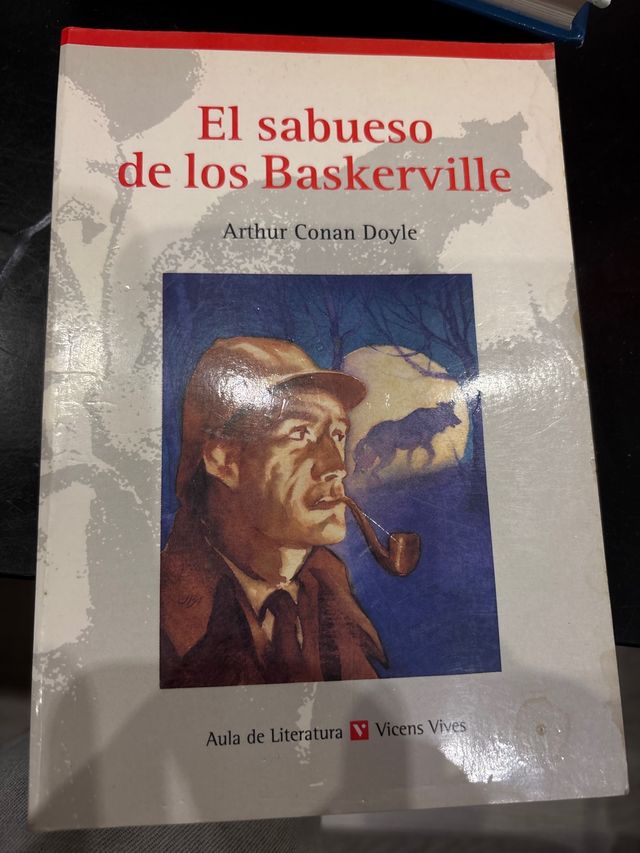 El sabueso
de los Baskerville
Arthur Conan Doyle
Aula de Literatura V Vicens Vives